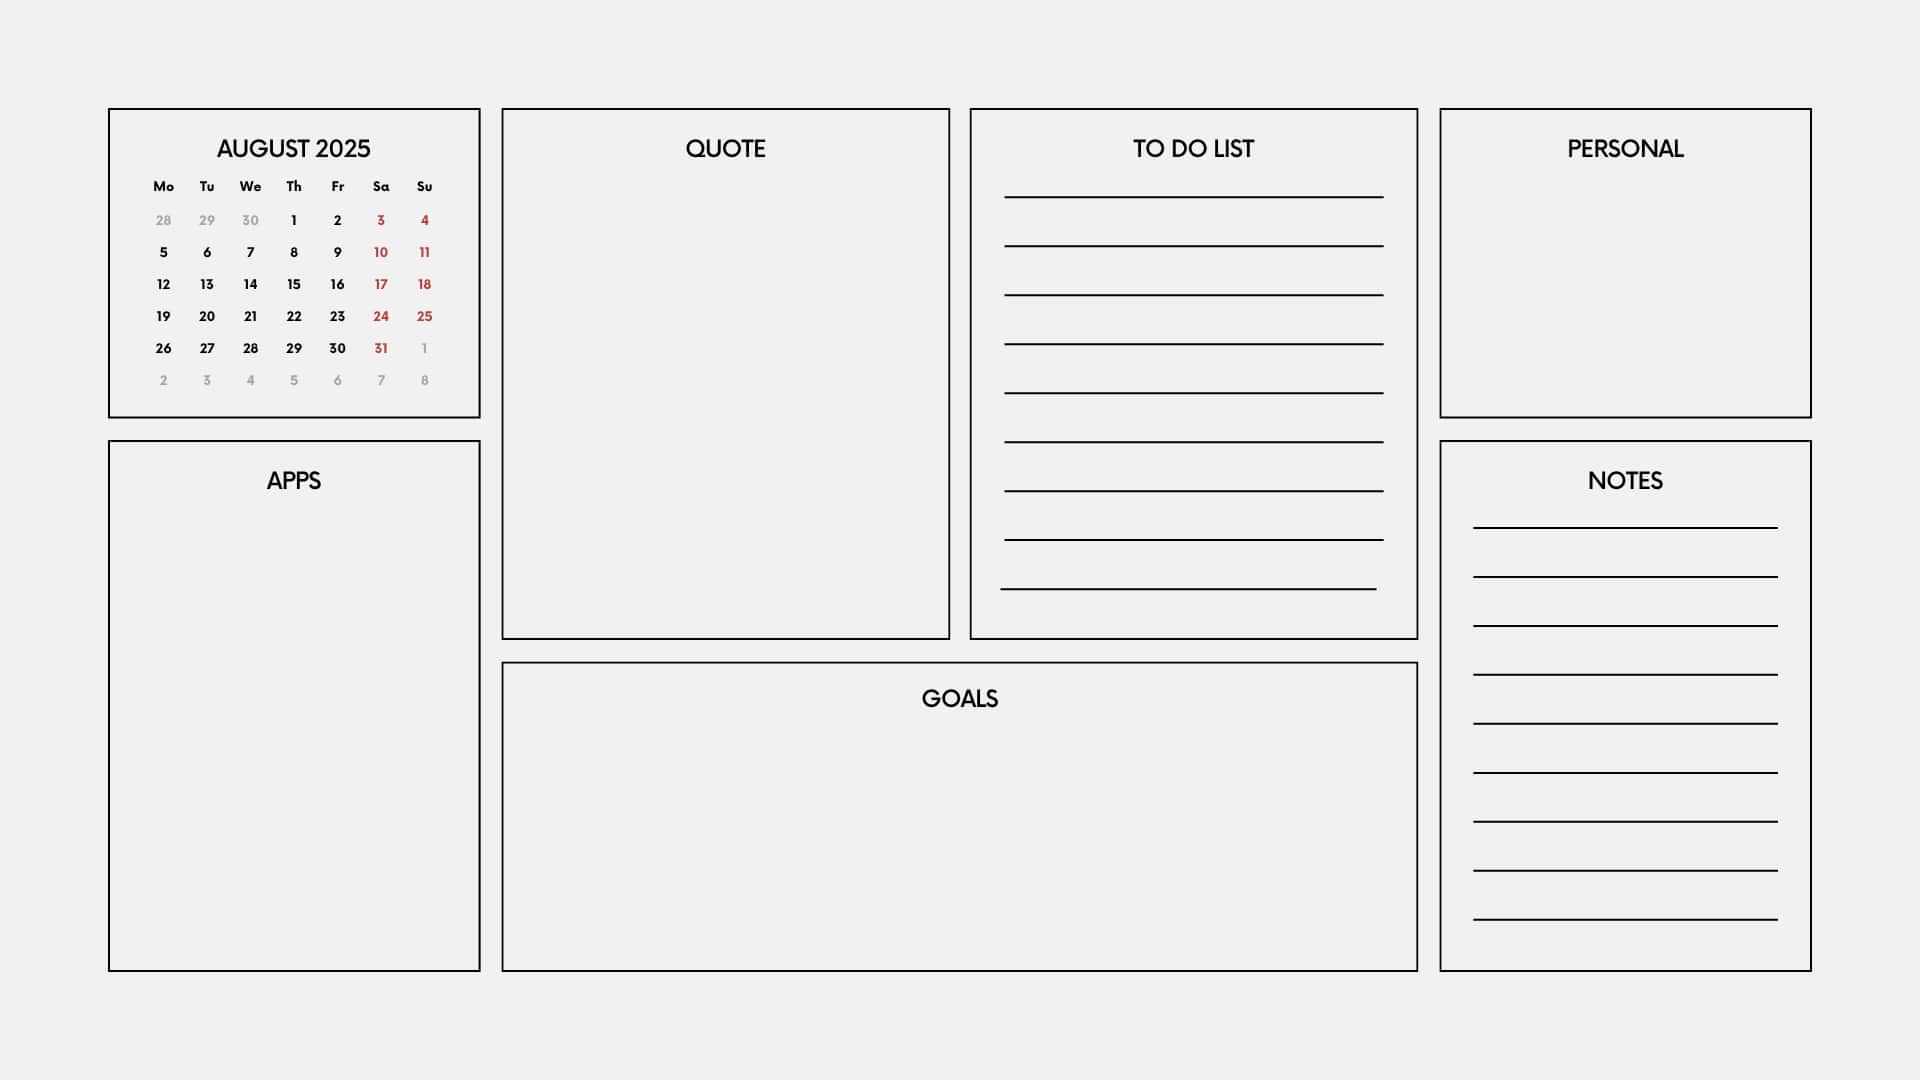 AUGUST 2025
Mo Tu We Th Fr Sa Su
28 29 30 1 2 3 4
5 6 7 8 9 10 11
12 13 14 15 16 17 18
19 20 21 22 23 24 25
26 27 28 29 30 31 1
2 3 4 5 6 7 8
QUOTE
TO DO LIST
PERSONAL
APPS
GOALS
NOTES